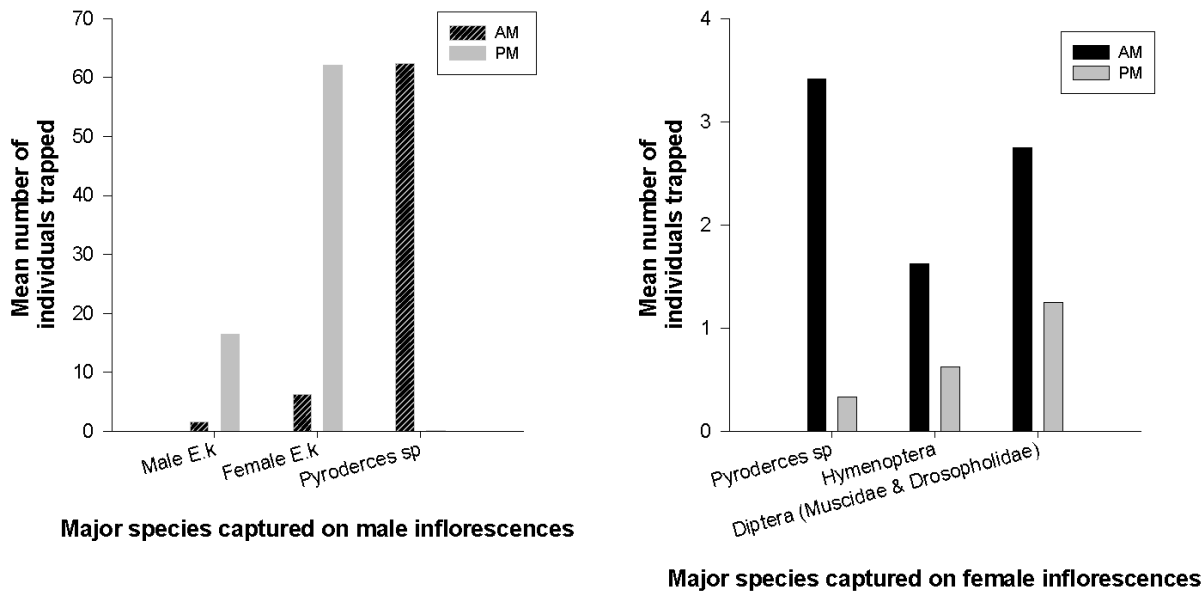 Mean number of
individuals trapped
70
60
50
40
30
20
10
0
AM
PM
Male E.k
Female E.k
Pyroderces sp
Major species captured on male inflorescences
Mean number of
individuals trapped
4
3
2
1
0
AM
PM
Pyroderces sp
Hymenoptera
Diptera (Muscidae & Drosopholidae)
Major species captured on female inflorescences